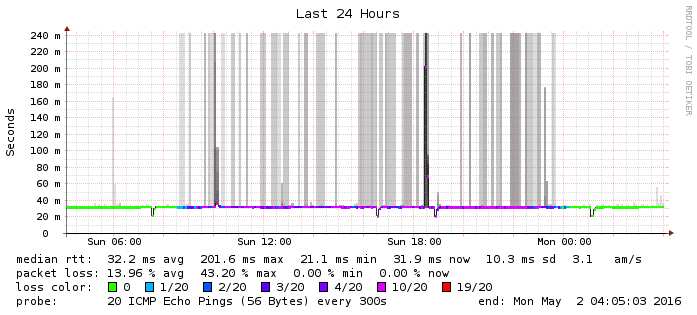 Last 24 Hours
RRDTOOL / TOBI OETIKER
Seconds
240 m
220 m
200 m
180 m
160 m
140 m
120 m
100 m
80 m
60 m
40 m
20 m
0
Sun 06:00 Sun 12:00 Sun 18:00 Mon 00:00
median rtt: 32.2 ms avg 201.6 ms max 21.1 ms min 31.9 ms now 10.3 ms sd 3.1 am/s
packet loss: 13.96 % avg 43.20 % max 0.00 % min 0.00 % now
loss color: 0 1/20 2/20 3/20 4/20 10/20 19/20
probe: 20 ICMP Echo Pings (56 Bytes) every 300s end: Mon May 2 04:05:03 2016